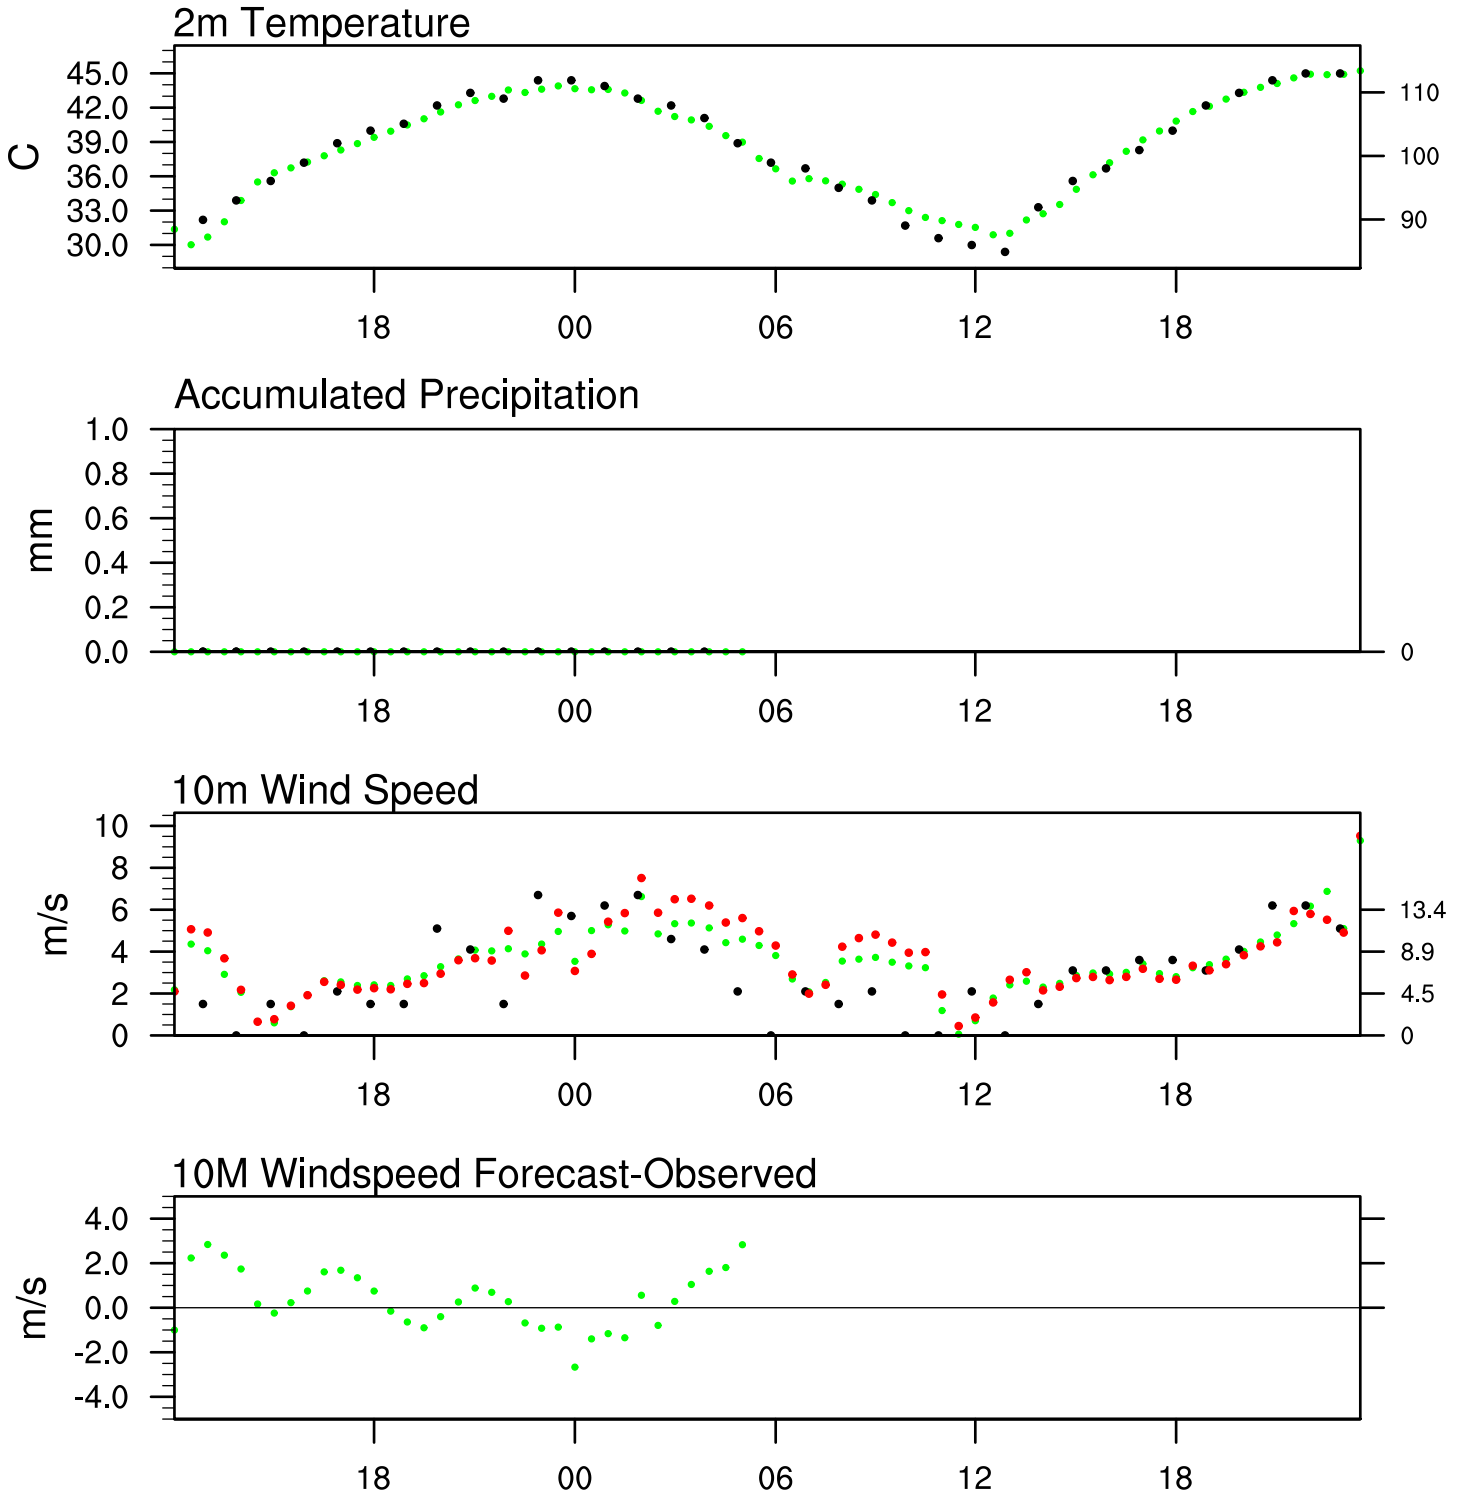 2m Temperature
45.0
42.0
39.0
36.0
33.0
30.0
C
110
100
90
18 00 06 12 18
Accumulated Precipitation
1.0
0.8
0.6
0.4
0.2
0.0
mm
0
18 00 06 12 18
10m Wind Speed
10
8
6
4
2
0
m/s
13.4
8.9
4.5
0
18 00 06 12 18
10M Windspeed Forecast-Observed
4.0
2.0
0.0
-2.0
-4.0
m/s
18 00 06 12 18